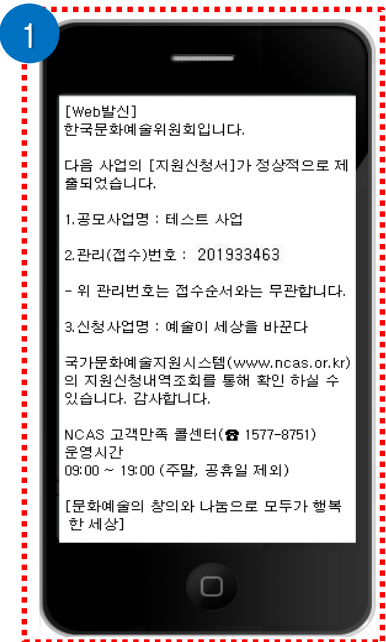 1
[Web발신]
한국문화예술위원회입니다.
다음 사업의 [지원신청서]가 정상적으로 제
출되었습니다.
1.공모사업명 : 테스트 사업
2.관리(접수)번호 : 201933463
- 위 관리번호는 접수순서와는 무관합니다.
3.신청사업명 : 예술이 세상을 바꾼다
국가문화예술지원시스템(www.ncas.or.kr)
의 지원신청내역조회를 통해 확인 하실 수
있습니다. 감사합니다.
NCAS 고객만족 콜센터(☎ 1577-8751)
운영시간
09:00 ~ 19:00 (주말, 공휴일 제외)
[문화예술의 창의와 나눔으로 모두가 행복
한 세상]